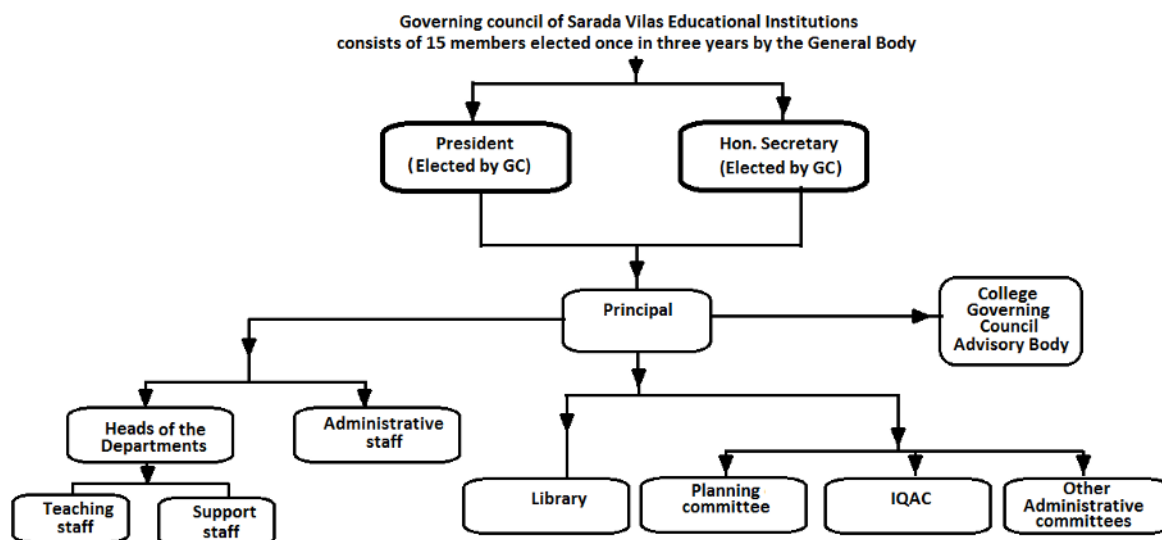 Governing council of Sarada Vilas Educational Institutions
consists of 15 members elected once in three years by the General Body
President
(Elected by GC)
Hon. Secretary
(Elected by GC)
Principal
College
Governing
Council
Advisory Body
Heads of the
Departments
Administrative
staff
Teaching
staff
Support
staff
Library
Planning
committee
IQAC
Other
Administrative
committees